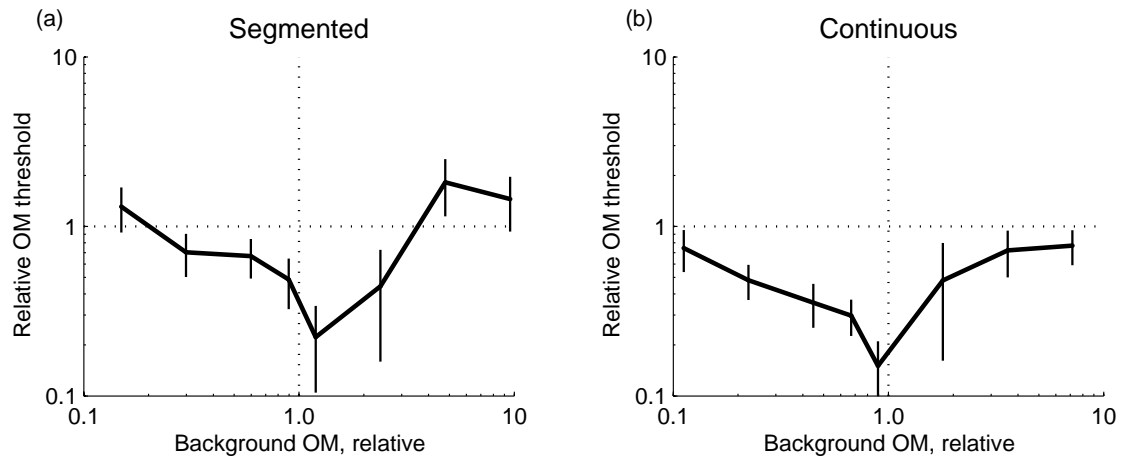 (a)
Segmented
10
1
0.1
Relative OM threshold
0.1
1.0
10
Background OM, relative
(b)
Continuous
10
1
0.1
Relative OM threshold
0.1
1.0
10
Background OM, relative